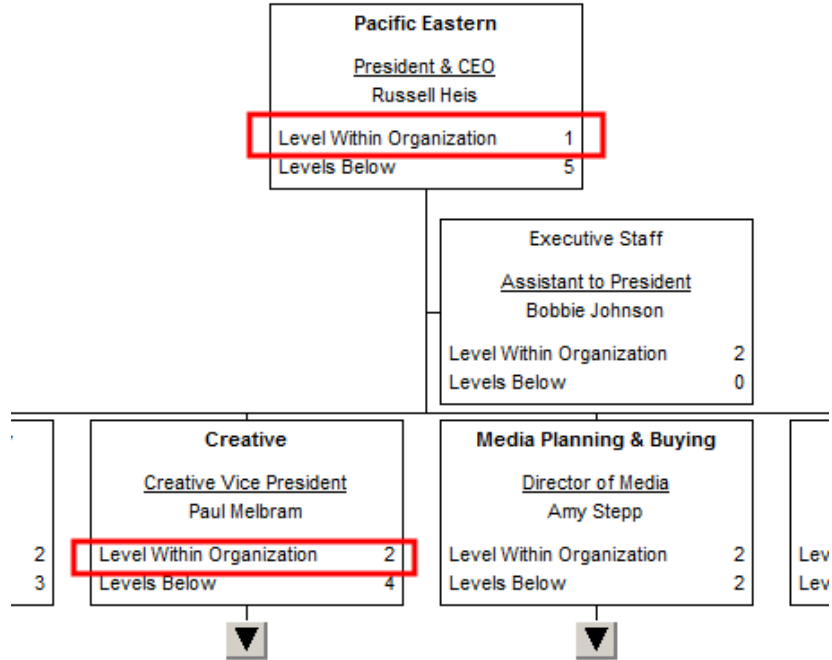 Pacific Eastern
President & CEO
Russell Heis
Level Within Organization 1
Levels Below 5
Executive Staff
Assistant to President
Bobbie Johnson
Level Within Organization 2
Levels Below 0
2
3
Creative
Creative Vice President
Paul Melbram
Level Within Organization 2
Levels Below 4
Media Planning & Buying
Director of Media
Amy Stepp
Level Within Organization 2
Levels Below 2
Lev
Lev